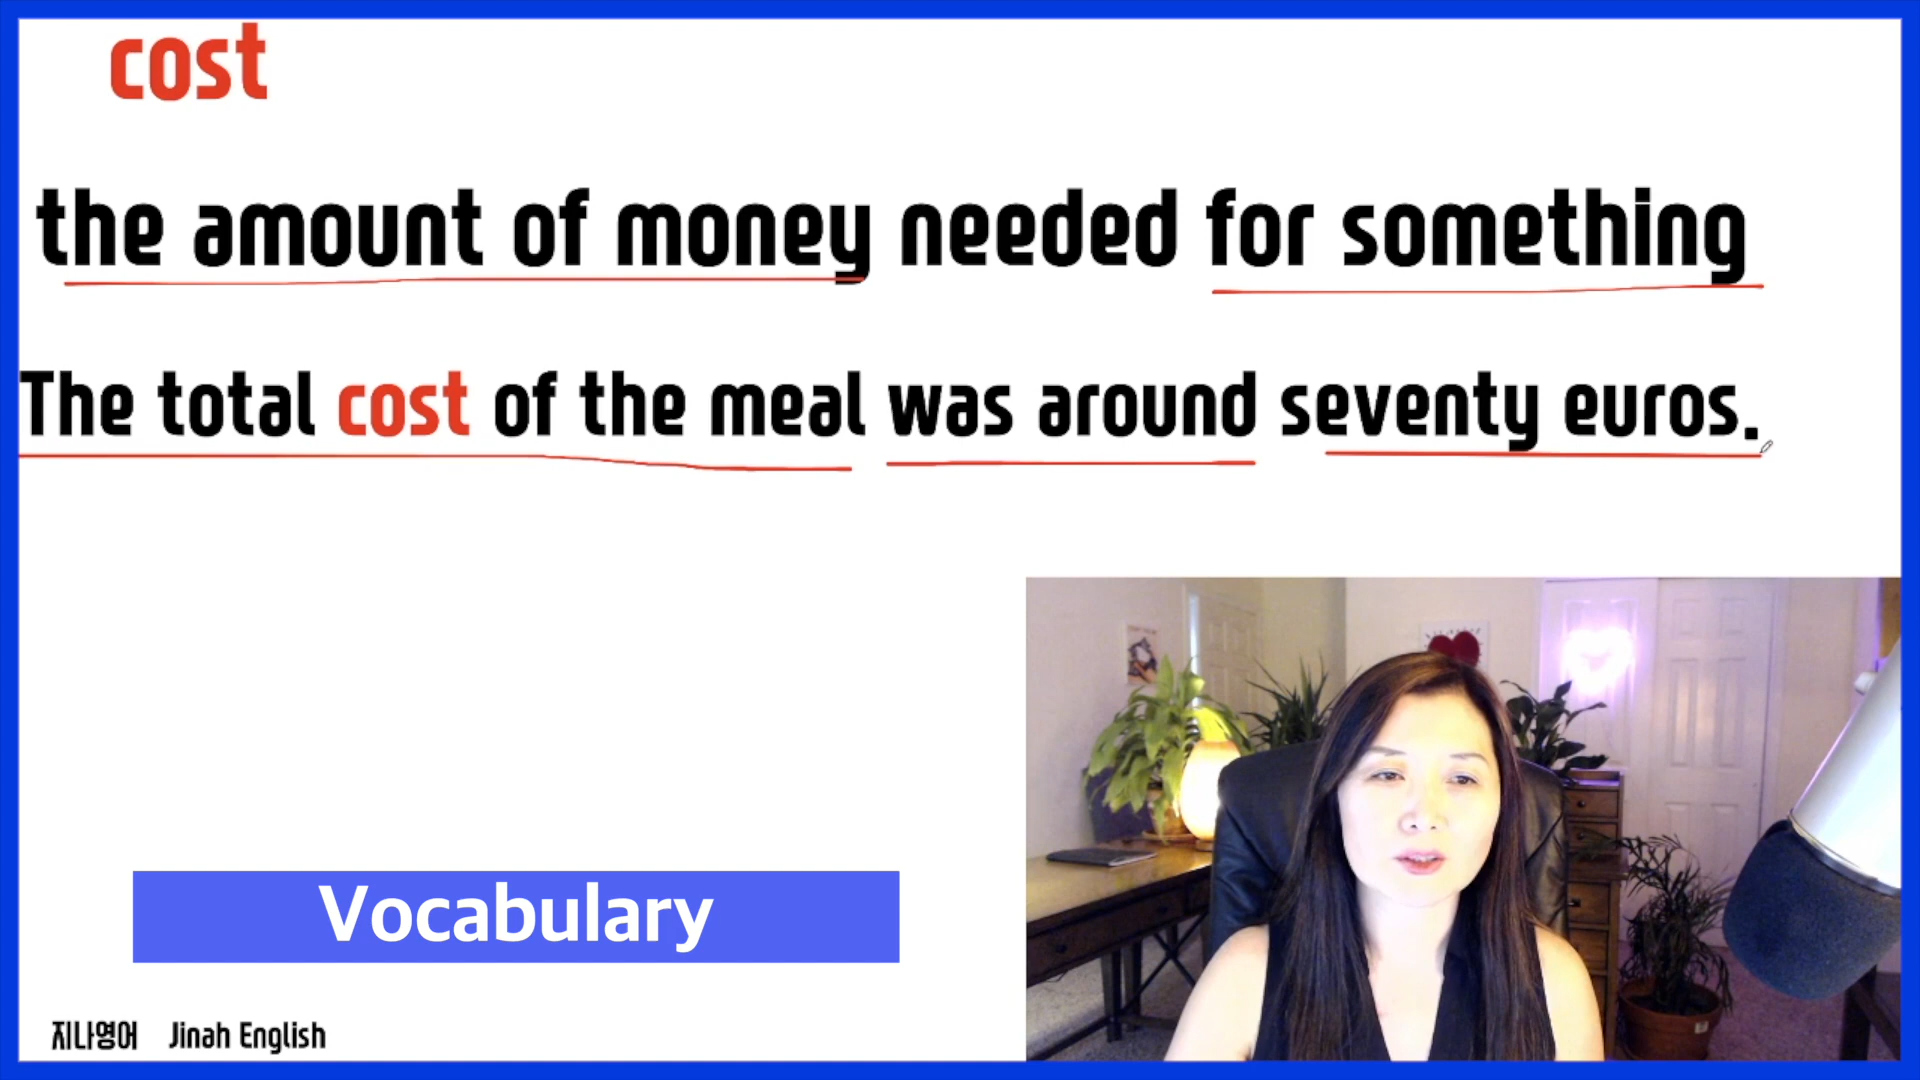 cost
the amount of money needed for something
The total cost of the meal was around seventy euros.
Vocabulary
지나영어 Jinah English